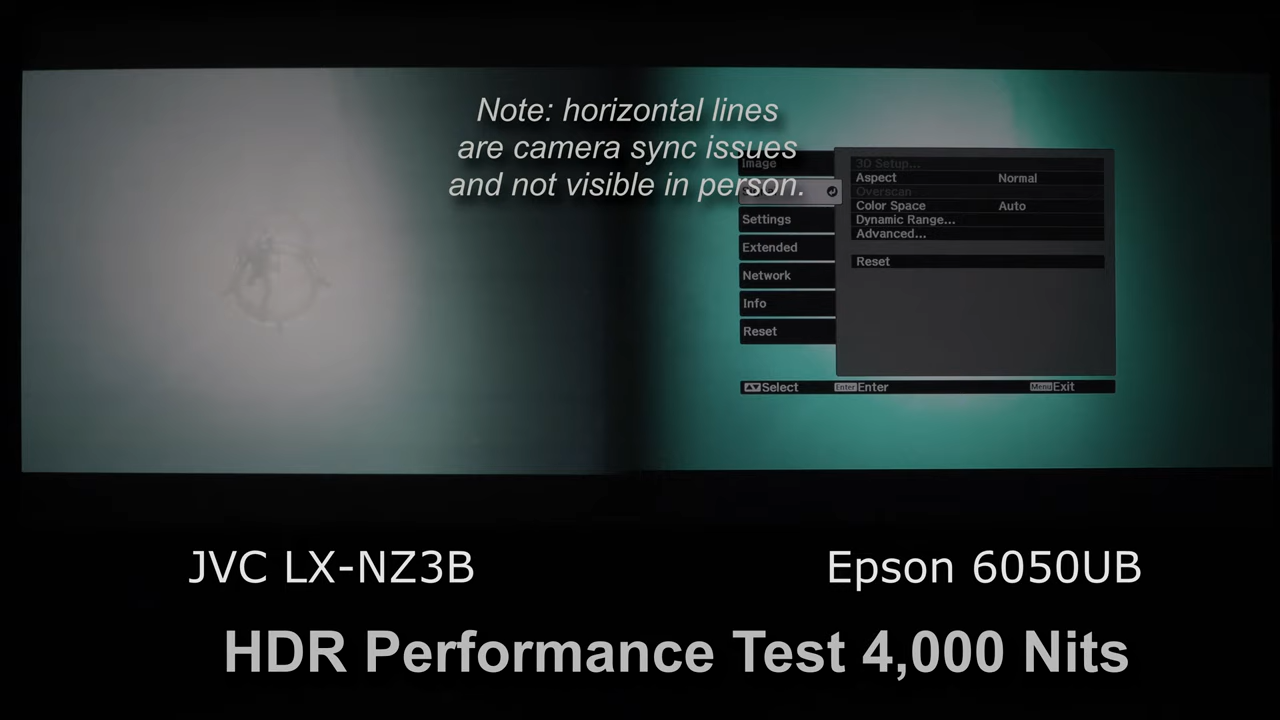 Note: horizontal lines
are camera sync issues
and not visible in person.
Image
Settings
Extended
Network
Info
Reset
3D Setup...
Aspect Normal
Overscan
Color Space Auto
Dynamic Range...
Advanced...
Reset
Select Enter Enter Menu Exit
JVC LX-NZ3B
Epson 6050UB
HDR Performance Test 4,000 Nits